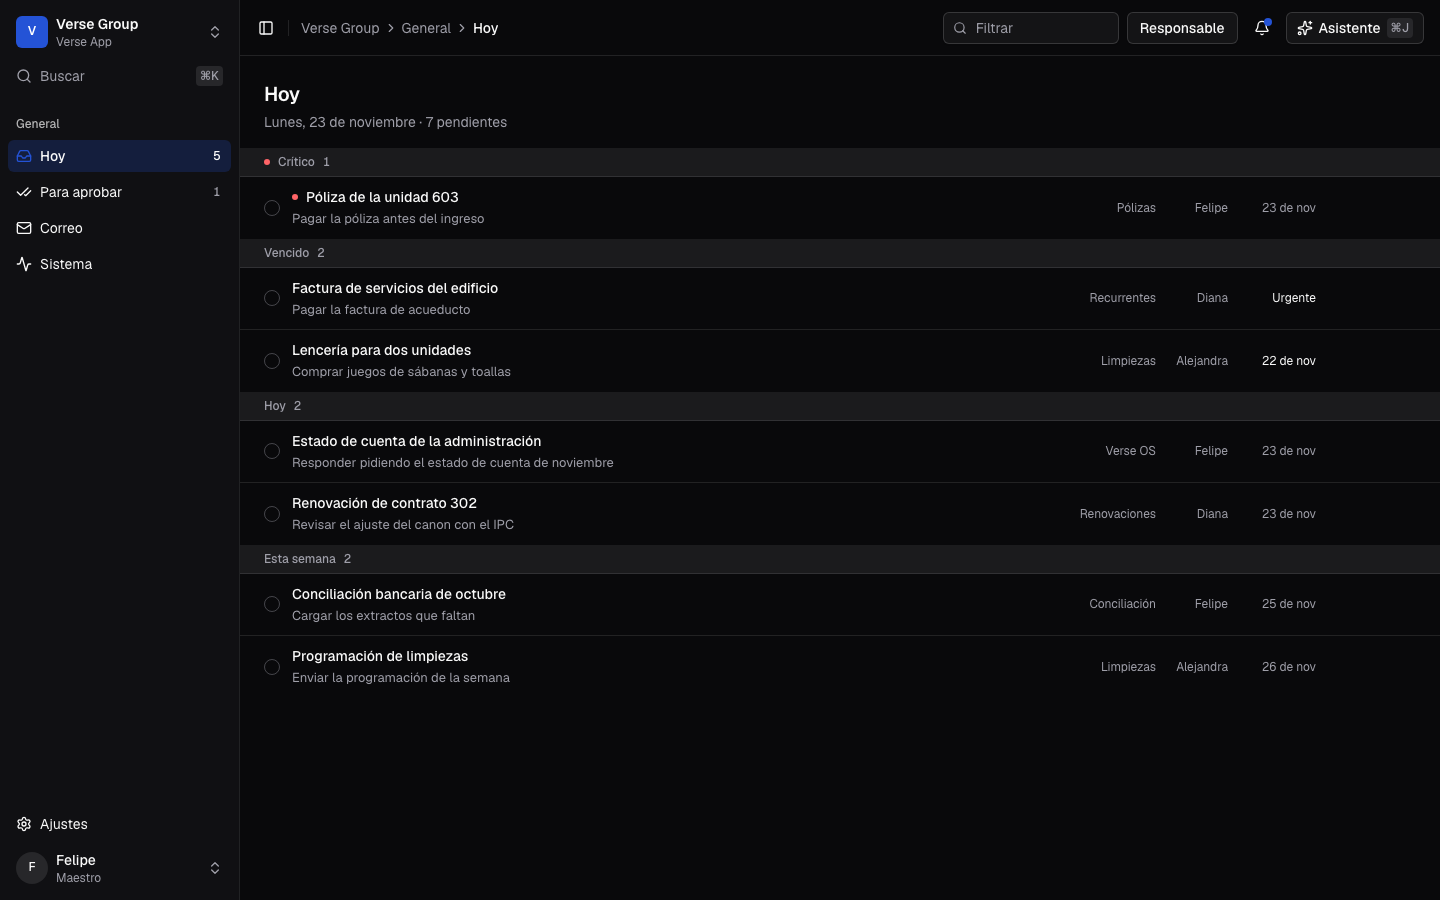 V
Verse Group
Verse App
Buscar
⌘K
General
Hoy 5
Para aprobar 1
Correo
Sistema
Ajustes
F
Felipe
Maestro
Verse Group > General > Hoy
Filtrar
Responsable
Asistente ⌘J
Hoy
Lunes, 23 de noviembre · 7 pendientes
Crítico 1
Póliza de la unidad 603
Pagar la póliza antes del ingreso
Pólizas Felipe 23 de nov
Vencido 2
Factura de servicios del edificio
Pagar la factura de acueducto
Recurrentes Diana Urgente
Lencería para dos unidades
Comprar juegos de sábanas y toallas
Limpiezas Alejandra 22 de nov
Hoy 2
Estado de cuenta de la administración
Responder pidiendo el estado de cuenta de noviembre
Verse OS Felipe 23 de nov
Renovación de contrato 302
Revisar el ajuste del canon con el IPC
Renovaciones Diana 23 de nov
Esta semana 2
Conciliación bancaria de octubre
Cargar los extractos que faltan
Conciliación Felipe 25 de nov
Programación de limpiezas
Enviar la programación de la semana
Limpiezas Alejandra 26 de nov